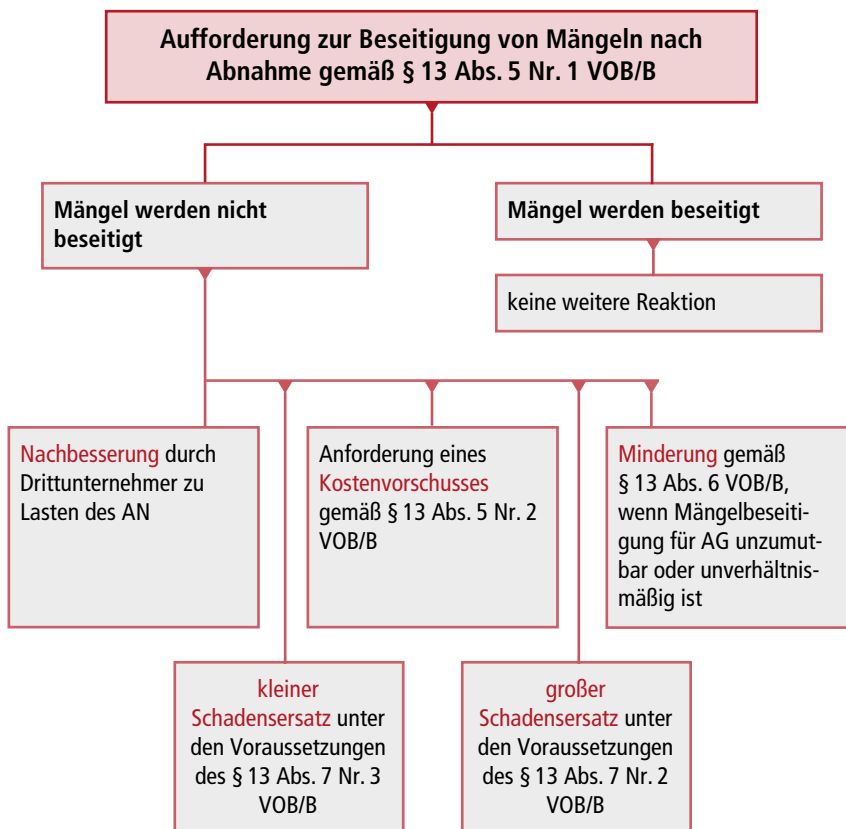 Aufforderung zur Beseitigung von Mängeln nach
Abnahme gemäß § 13 Abs. 5 Nr. 1 VOB/B
Mängel werden nicht
beseitigt
Mängel werden beseitigt
keine weitere Reaktion
Nachbesserung durch
Drittunternehmer zu
Lasten des AN
Anforderung eines
Kostenvorschusses
gemäß § 13 Abs. 5 Nr. 2
VOB/B
Minderung gemäß
§ 13 Abs. 6 VOB/B,
wenn Mängelbeseiti-
gung für AG unzumut-
bar oder unverhältnis-
mäßig ist
kleiner
Schadensersatz unter
den Voraussetzungen
des § 13 Abs. 7 Nr. 3
VOB/B
großer
Schadensersatz unter
den Voraussetzungen
des § 13 Abs. 7 Nr. 2
VOB/B